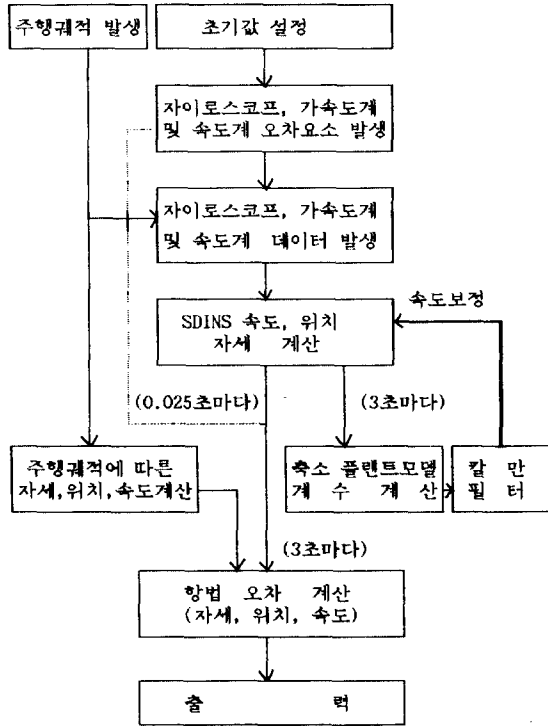 주행궤적 발생
초기값 설정
자이로스코프, 가속도계
및 속도계 오차요소 발생
자이로스코프, 가속도계
및 속도계 데이터 발생
SDINS 속도, 위치
자세 계산
속도보정
(0.025초마다)
(3초마다)
주행궤적에 따른
자세,위치,속도계산
축소 플랜트모델
계 수 계 산
칼 만
필 터
(3초마다)
항법 오차 계산
(자세, 위치, 속도)
출 력